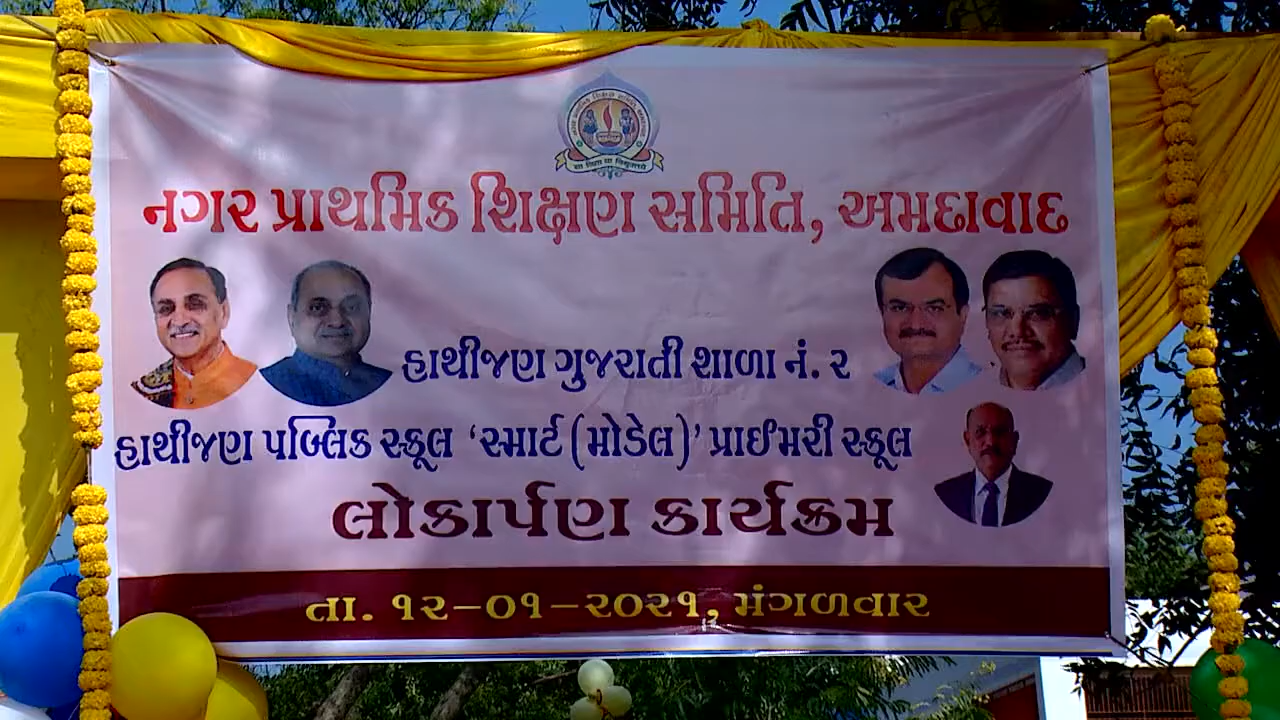 નગર પ્રાથમિક શિક્ષણ સમિતિ, અમદાવાદ
હાથીજણ ગુજરાતી શાળા નં. ૨
હાથીજણ પબ્લિક સ્કૂલ ‘સ્માર્ટ (મોડેલ)’ પ્રાઈમરી સ્કૂલ
લોકાર્પણ કાર્યક્રમ
તા. ૧૨–૦૧–૨૦૨૧, મંગળવાર